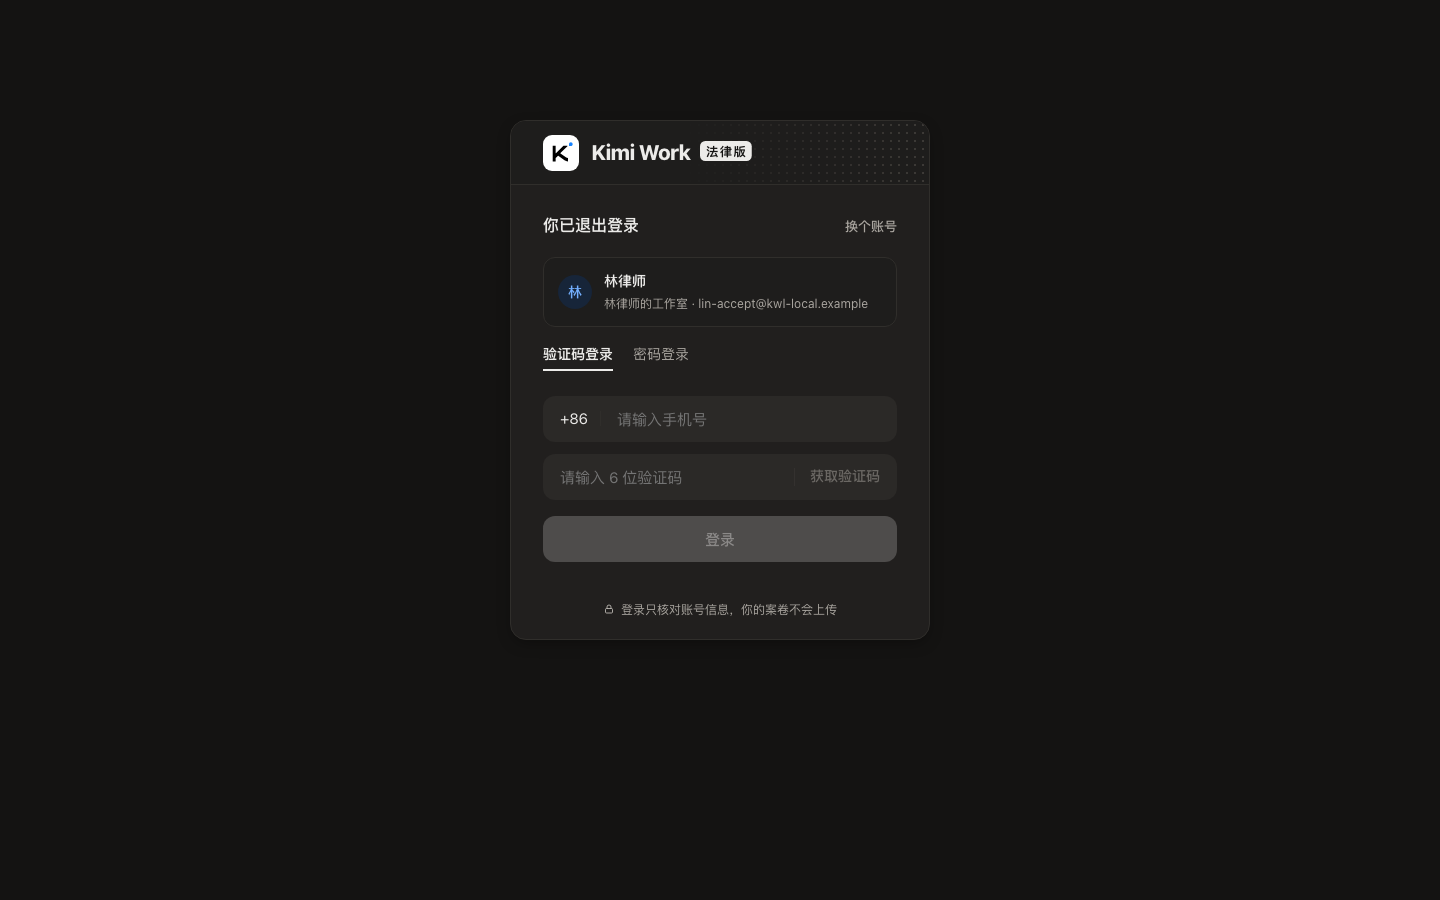 K
Kimi Work 法律版
你已退出登录 换个账号
林
林律师
林律师的工作室 · lin-accept@kwl-local.example
验证码登录 密码登录
+86 请输入手机号
请输入 6 位验证码 获取验证码
登录
登录只核对账号信息，你的案卷不会上传